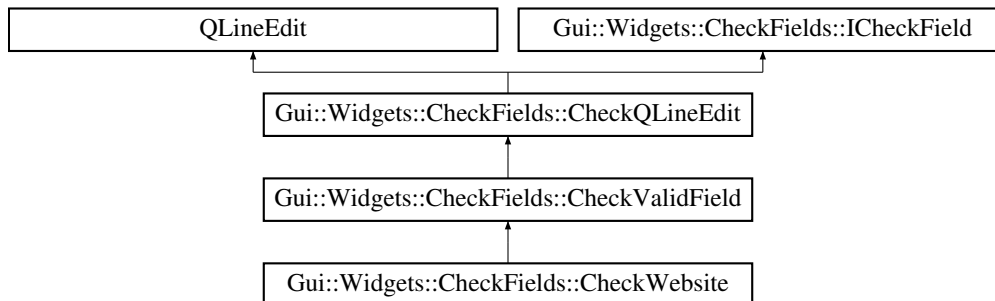 QLineEdit
Gui::Widgets::CheckFields::ICheckField
Gui::Widgets::CheckFields::CheckQLineEdit
Gui::Widgets::CheckFields::CheckValidField
Gui::Widgets::CheckFields::CheckWebsite